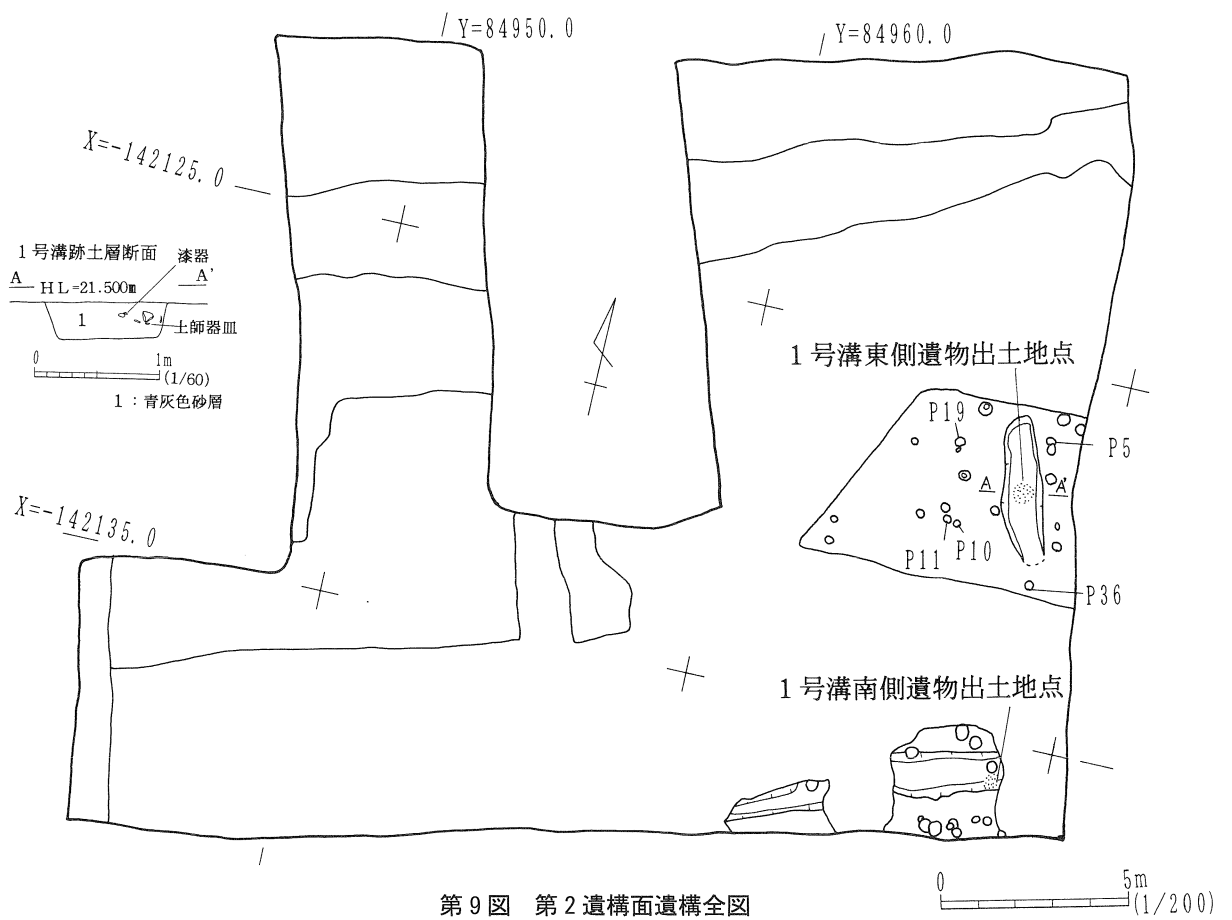 Y=84950.0
Y=84960.0
X=-142125.0
1号溝跡土層断面
漆器
A HL=21.500m A'
1
土師器皿
0 1m
(1/60)
1:青灰色砂層
1号溝東側遺物出土地点
P19
P5
A A'
P11 P10
P36
X=-142135.0
1号溝南側遺物出土地点
0 5m
(1/200)
第9図 第2遺構面遺構全図